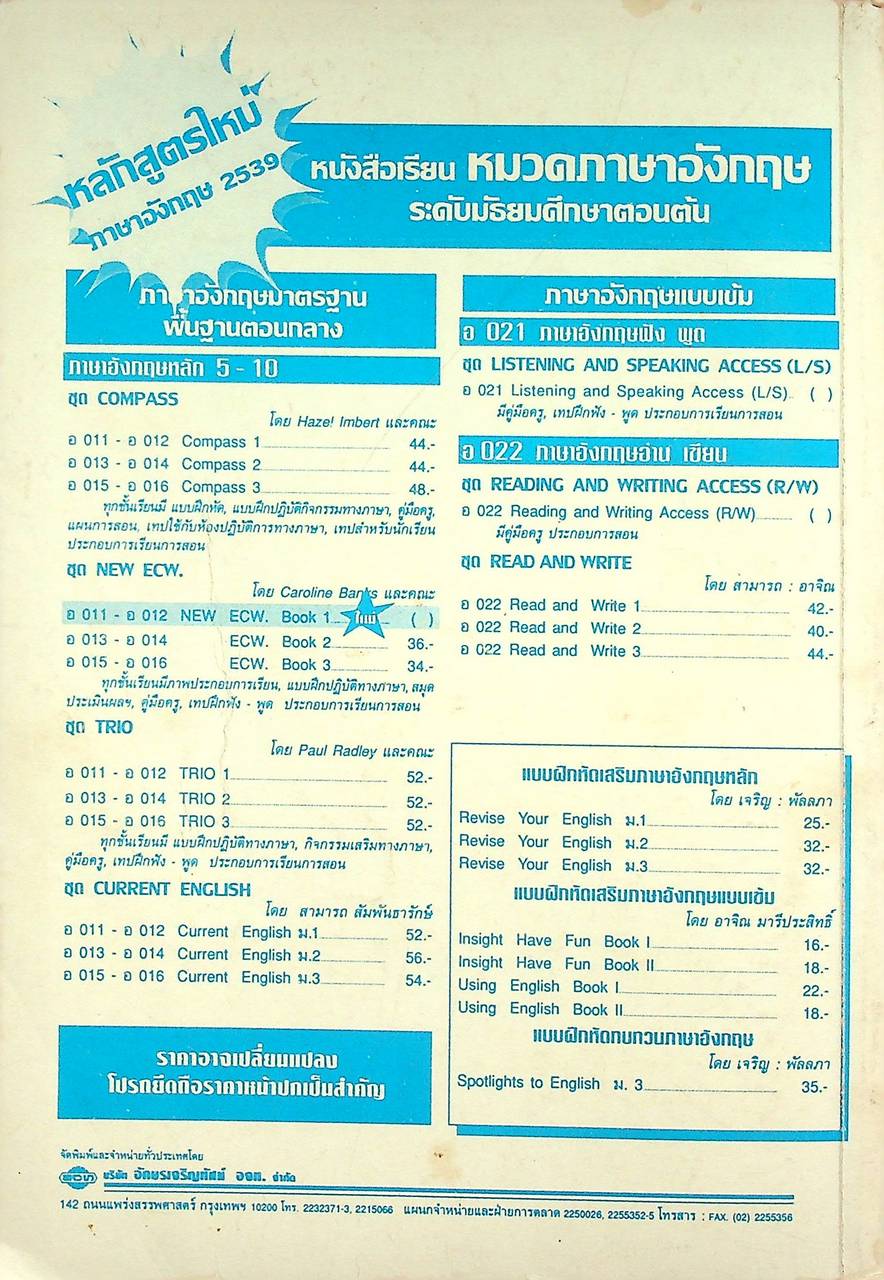 หลักสูตรใหม่
ภาษาอังกฤษ 2539
หนังสือเรียน หมวดภาษาอังกฤษ
ระดับมัธยมศึกษาตอนต้น
ภาษาอังกฤษมาตรฐาน
พื้นฐานตอนกลาง
ภาษาอังกฤษหลัก 5 - 10
ชุด COMPASS
โดย Hazel Imbert และคณะ
อ 011 - อ 012 Compass 1 44.-
อ 013 - อ 014 Compass 2 44.-
อ 015 - อ 016 Compass 3 48.-
ทุกชั้นเรียนมี แบบฝึกหัด, แบบฝึกปฏิบัติกิจกรรมทางภาษา, คู่มือครู,
แผนการสอน, เทปใช้กับห้องปฏิบัติการทางภาษา, เทปสำหรับนักเรียน
ประกอบการเรียนการสอน
ชุด NEW ECW.
โดย Caroline Banks และคณะ
อ 011 - อ 012 NEW ECW. Book 1 ใหม่ ( )
อ 013 - อ 014 ECW. Book 2 36.-
อ 015 - อ 016 ECW. Book 3 34.-
ทุกชั้นเรียนมีภาพประกอบการเรียน, แบบฝึกปฏิบัติทางภาษา, สมุด
ประเมินผลฯ, คู่มือครู, เทปฝึกฟัง - พูด ประกอบการเรียนการสอน
ชุด TRIO
โดย Paul Radley และคณะ
อ 011 - อ 012 TRIO 1 52.-
อ 013 - อ 014 TRIO 2 52.-
อ 015 - อ 016 TRIO 3 52.-
ทุกชั้นเรียนมี แบบฝึกปฏิบัติทางภาษา, กิจกรรมเสริมทางภาษา,
คู่มือครู, เทปฝึกฟัง - พูด ประกอบการเรียนการสอน
ชุด CURRENT ENGLISH
โดย สามารถ สัมพันธารักษ์
อ 011 - อ 012 Current English ม.1 52.-
อ 013 - อ 014 Current English ม.2 56.-
อ 015 - อ 016 Current English ม.3 54.-
ราคาอาจเปลี่ยนแปลง
โปรดยึดถือราคาหน้าปกเป็นสำคัญ
ภาษาอังกฤษแบบเข้ม
อ 021 ภาษาอังกฤษฟัง พูด
ชุด LISTENING AND SPEAKING ACCESS (L/S)
อ 021 Listening and Speaking Access (L/S) ( )
มีคู่มือครู, เทปฝึกฟัง - พูด ประกอบการเรียนการสอน
อ 022 ภาษาอังกฤษอ่าน เขียน
ชุด READING AND WRITING ACCESS (R/W)
อ 022 Reading and Writing Access (R/W) ( )
มีคู่มือครู ประกอบการสอน
ชุด READ AND WRITE
โดย สามารถ : อาจิณ
อ 022 Read and Write 1 42.-
อ 022 Read and Write 2 40.-
อ 022 Read and Write 3 44.-
แบบฝึกหัดเสริมภาษาอังกฤษหลัก
โดย เจริญ : พัลลภา
Revise Your English ม.1 25.-
Revise Your English ม.2 32.-
Revise Your English ม.3 32.-
แบบฝึกหัดเสริมภาษาอังกฤษแบบเข้ม
โดย อาจิณ มารีประสิทธิ์
Insight Have Fun Book I 16.-
Insight Have Fun Book II 18.-
Using English Book I 22.-
Using English Book II 18.-
แบบฝึกหัดทบทวนภาษาอังกฤษ
โดย เจริญ : พัลลภา
Spotlights to English ม. 3 35.-
จัดพิมพ์และจำหน่ายทั่วประเทศโดย
อจท บริษัท อักษรเจริญทัศน์ อจท. จำกัด
142 ถนนแพร่งสรรพศาสตร์ กรุงเทพฯ 10200 โทร. 2232371-3, 2215066 แผนกจำหน่ายและฝ่ายการตลาด 2250026, 2255352-5 โทรสาร : FAX. (02) 2255356